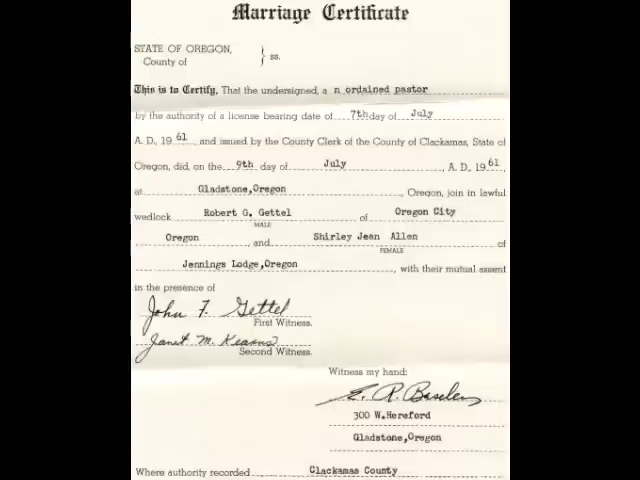 Marriage Certificate
STATE OF OREGON,
County of } ss.
This is to Certify, That the undersigned, a n ordained pastor
by the authority of a license bearing date of 7th day of July
A. D., 19 61 and issued by the County Clerk of the County of Clackamas, State of
Oregon, did, on the 9th day of July, A. D., 19 61,
at Gladstone,Oregon, Oregon, join in lawful
wedlock Robert G. Gettel of Oregon City
MALE
Oregon and Shirley Jean Allen of
FEMALE
Jennings Lodge,Oregon, with their mutual assent
in the presence of
John F. Gettel
First Witness.
Janet M. Kearns
Second Witness.
Witness my hand:
E. R. Baselen
300 W.Hereford
Gladstone,Oregon
Where authority recorded Clackamas County